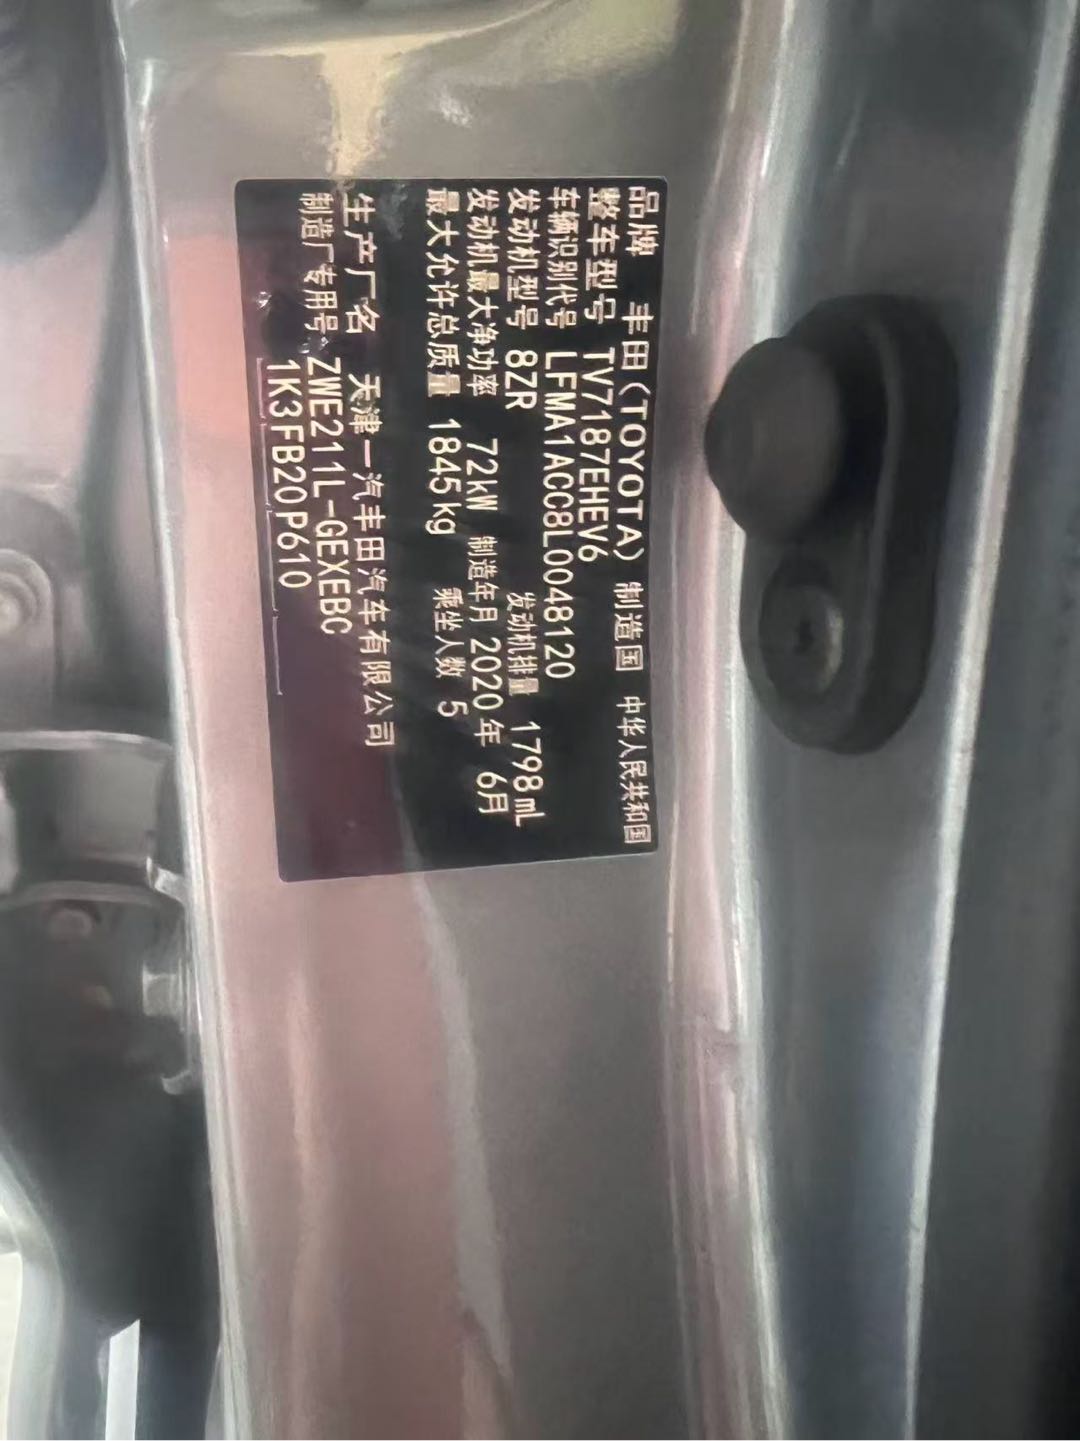 品牌 丰田(TOYOTA) 制造国 中华人民共和国
整车型号 TV7187EHEV6
车辆识别代号 LFMA1ACC8L0048120
发动机型号 8ZR 发动机排量 1798mL
发动机最大净功率 72kW 制造年月 2020年 6月
最大允许总质量 1845kg 乘坐人数 5
生产厂名 天津一汽丰田汽车有限公司
制造厂专用号 ZWE211L-GEXEBC
1K3FB20P610